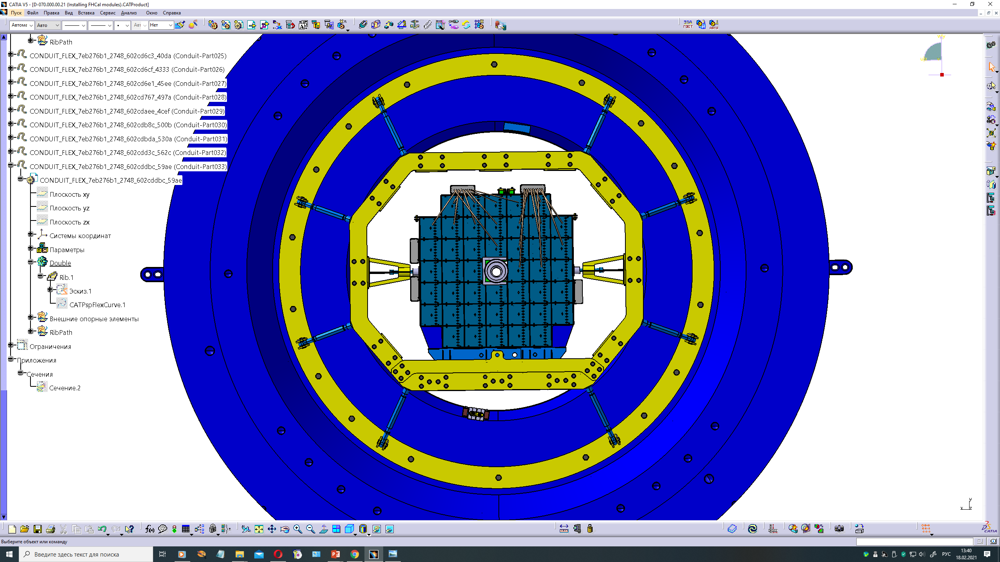 CATIA V5 - [D-070.000.00.21 (Installing FHCal modules).CATProduct]
Пуск Файл Правка Вид Вставка Сервис Анализ Окно Справка
Авто Нет
IGA
ГОСТ
АВТО
RibPath
CONDUIT_FLEX_7eb276b1_2748_602cd6c3_40da (Conduit-Part025)
CONDUIT_FLEX_7eb276b1_2748_602cd6cf_4333 (Conduit-Part026)
CONDUIT_FLEX_7eb276b1_2748_602cd6e1_45ee (Conduit-Part027)
CONDUIT_FLEX_7eb276b1_2748_602cd767_497a (Conduit-Part028)
CONDUIT_FLEX_7eb276b1_2748_602cdaee_4cef (Conduit-Part029)
CONDUIT_FLEX_7eb276b1_2748_602cdb8c_500b (Conduit-Part030)
CONDUIT_FLEX_7eb276b1_2748_602cdbda_530a (Conduit-Part031)
CONDUIT_FLEX_7eb276b1_2748_602cdd3c_562c (Conduit-Part032)
CONDUIT_FLEX_7eb276b1_2748_602cddbc_59ae (Conduit-Part033)
CONDUIT_FLEX_7eb276b1_2748_602cddbc_59ae
Плоскость xy
Плоскость yz
Плоскость zx
Системы координат
Параметры
Double
Rib.1
Эскиз.1
CATPspFlexCurve.1
Внешние опорные элементы
RibPath
Ограничения
Приложения
Сечения
Сечение.2
y
x z
f(x)
CATIA
Выберите объект или команду
Введите здесь текст для поиска
РУС
13:40
18.02.2021